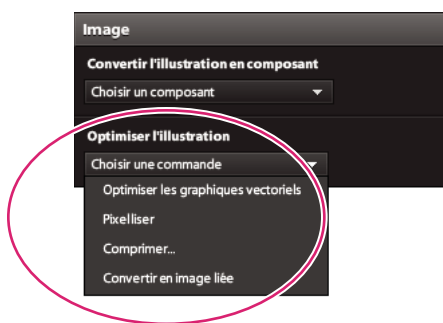 Image
Convertir l'illustration en composant
Choisir un composant
Optimiser l'illustration
Choisir une commande
Optimiser les graphiques vectoriels
Pixelliser
Comprimer...
Convertir en image liée